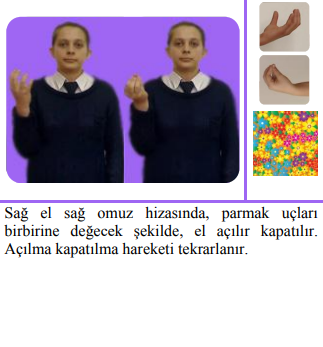 Sağ el sağ omuz hizasında, parmak uçları
birbirine değecek şekilde, el açılır kapatılır.
Açılma kapatılma hareketi tekrarlanır.